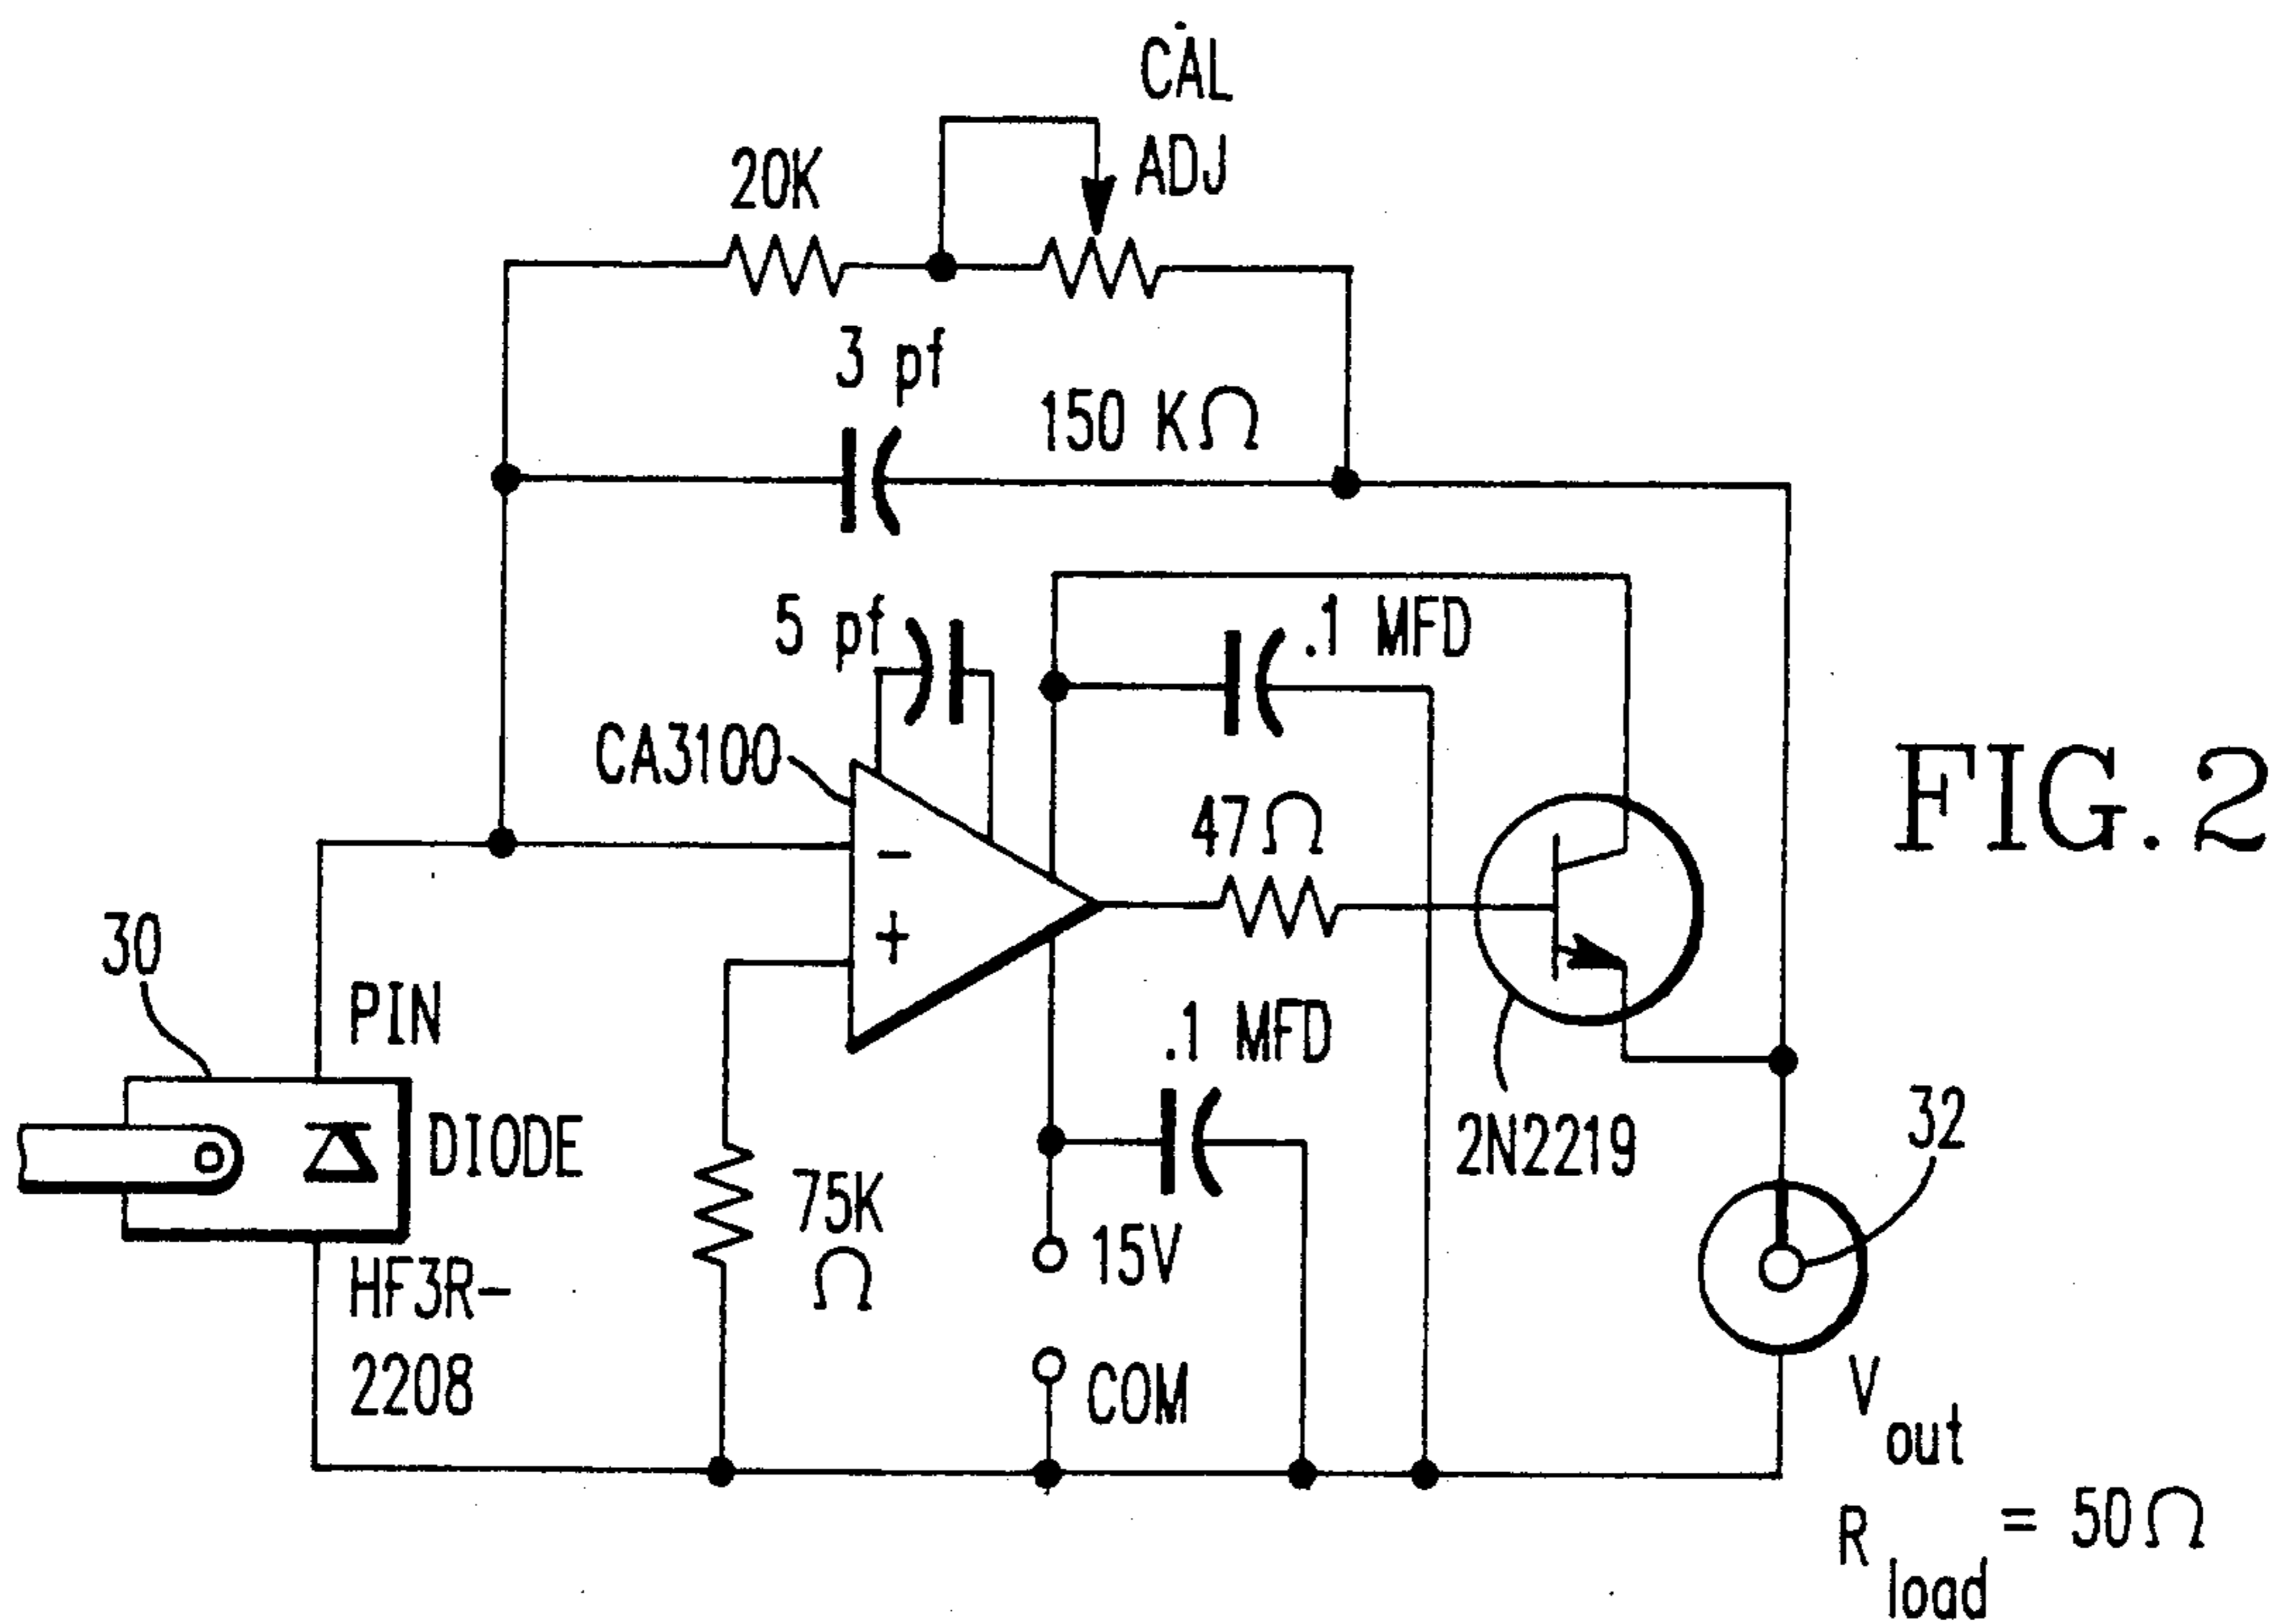 CAL
ADJ
20K
3 pf
150 KΩ
5 pf
.1 MFD
CA3100
47Ω
FIG. 2
-
+
30
PIN
DIODE
.1 MFD
2N2219
32
75K
Ω
15V
HF3R-
2208
COM
V out
R load = 50Ω